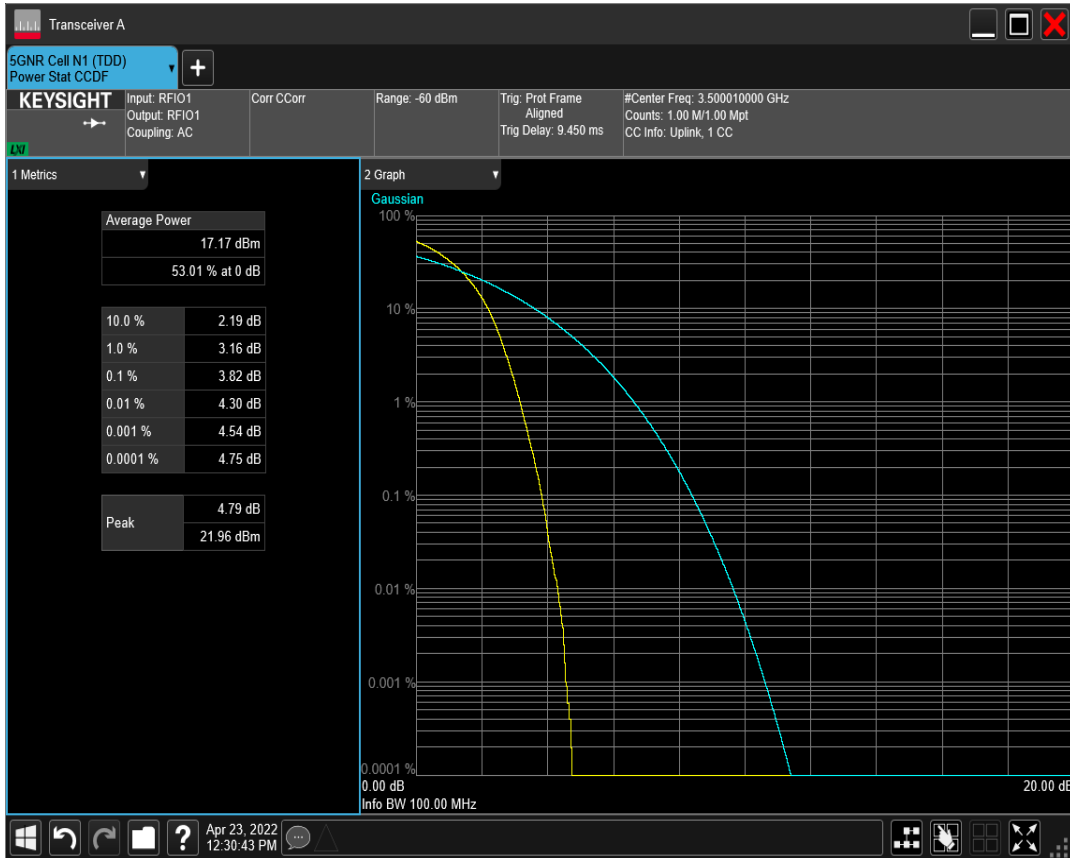 Transceiver A
5GNR Cell N1 (TDD)
Power Stat CCDF
+
KEYSIGHT
LXI
Input: RFIO1
Output: RFIO1
Coupling: AC
Corr CCorr
Range: -60 dBm
Trig: Prot Frame
Aligned
Trig Delay: 9.450 ms
#Center Freq: 3.500010000 GHz
Counts: 1.00 M/1.00 Mpt
CC Info: Uplink, 1 CC
1 Metrics
Average Power
17.17 dBm
53.01 % at 0 dB
10.0 % 2.19 dB
1.0 % 3.16 dB
0.1 % 3.82 dB
0.01 % 4.30 dB
0.001 % 4.54 dB
0.0001 % 4.75 dB
Peak
4.79 dB
21.96 dBm
2 Graph
Gaussian
100 %
10 %
1 %
0.1 %
0.01 %
0.001 %
0.0001 %
0.00 dB 20.00 dB
Info BW 100.00 MHz
?
Apr 23, 2022
12:30:43 PM